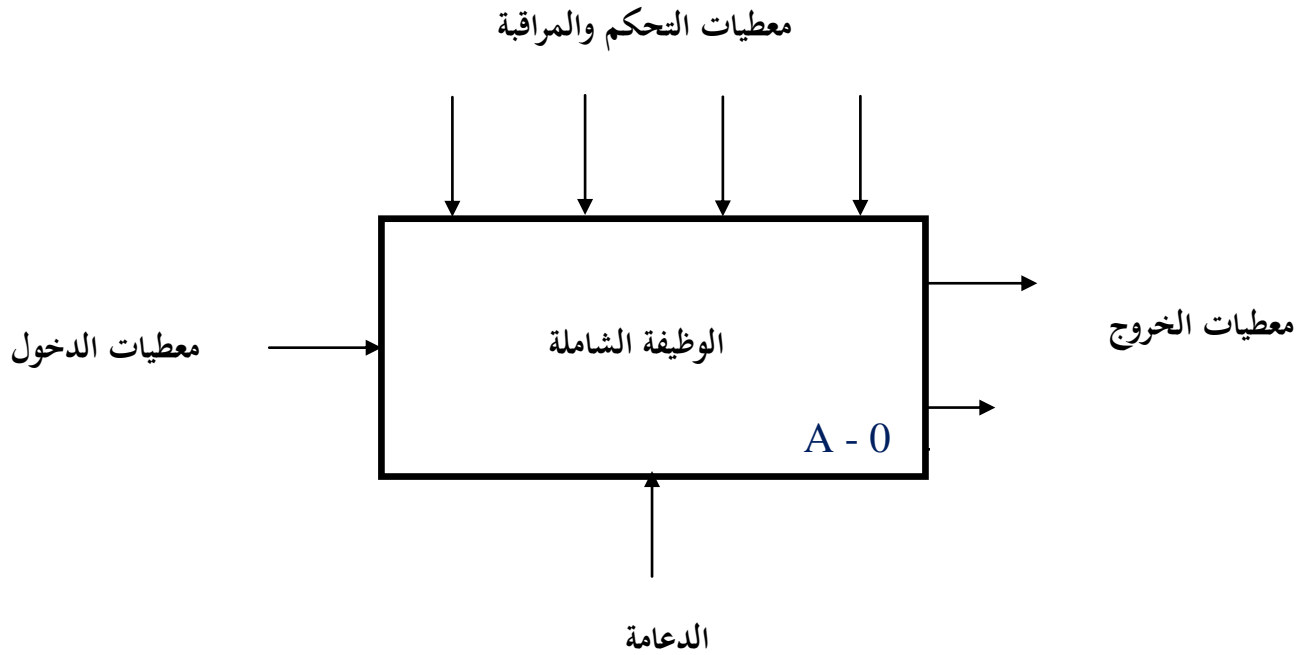 معطيات التحكم والمراقبة
معطيات الخروج
الوظيفة الشاملة
معطيات الدخول
A - 0
الدعامة